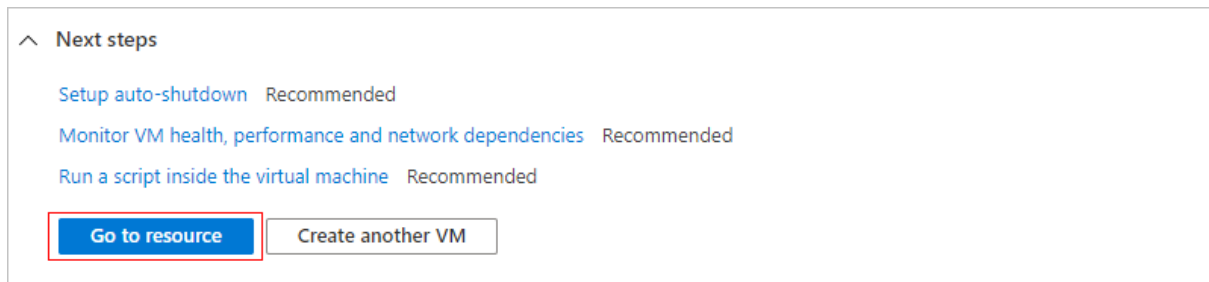 Next steps
Setup auto-shutdown Recommended
Monitor VM health, performance and network dependencies Recommended
Run a script inside the virtual machine Recommended
Go to resource Create another VM